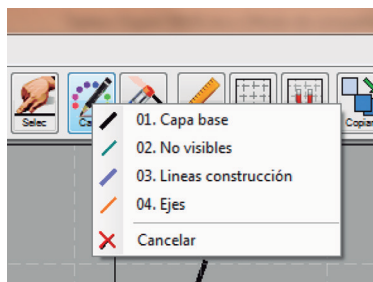 Selec
Ca
Copiar
01. Capa base
02. No visibles
03. Lineas construcción
04. Ejes
Cancelar